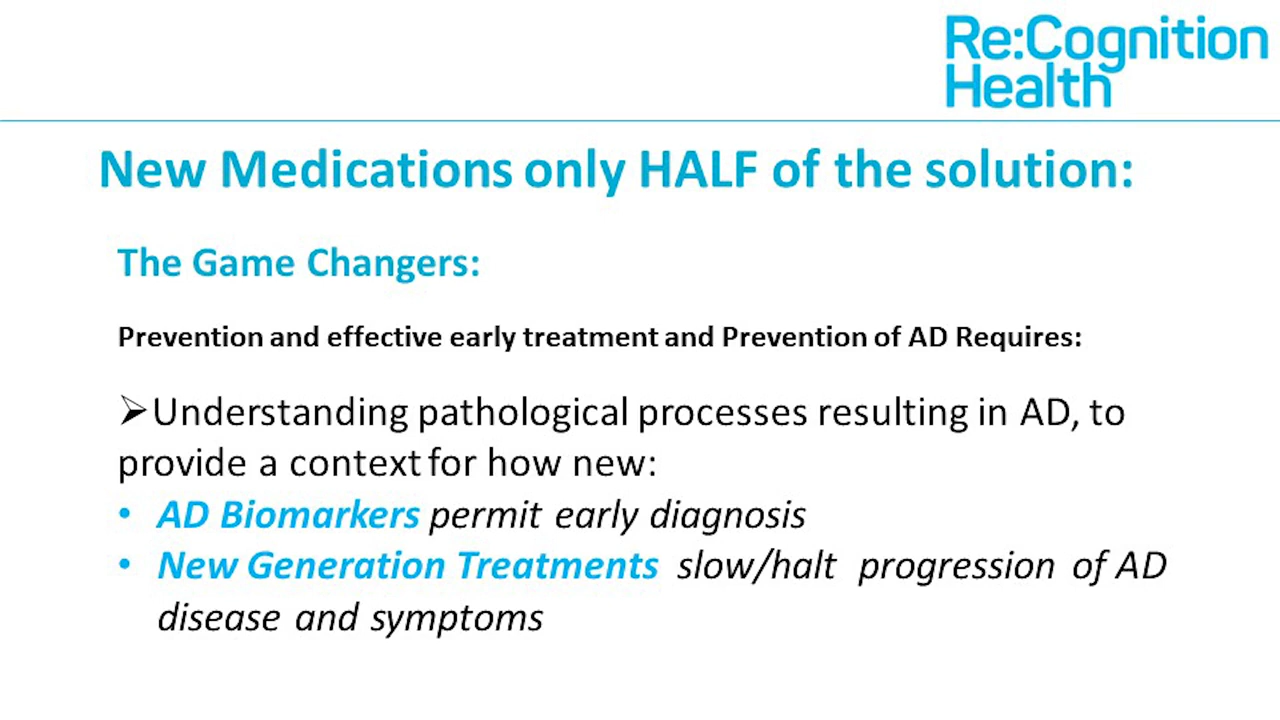 Re:Cognition
Health
New Medications only HALF of the solution:
The Game Changers:
Prevention and effective early treatment and Prevention of AD Requires:
➢Understanding pathological processes resulting in AD, to
provide a context for how new:
• AD Biomarkers permit early diagnosis
• New Generation Treatments slow/halt progression of AD
disease and symptoms